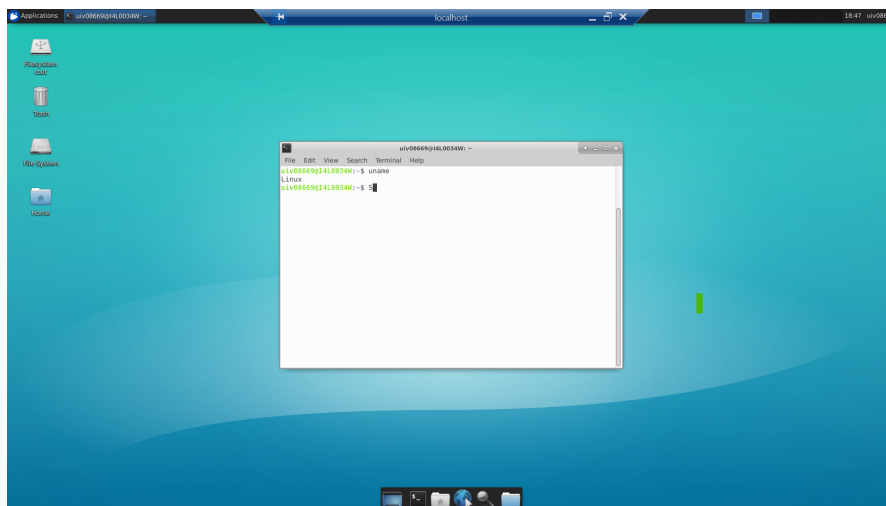 Applications uiv08669@I4L0034W: ~ localhost 18:47 uiv086
Filesystem
root
Trash
File System
Home
uiv08669@I4L0034W: ~
File Edit View Search Terminal Help
uiv08669@I4L0034W:~$ uname
Linux
uiv08669@I4L0034W:~$ S